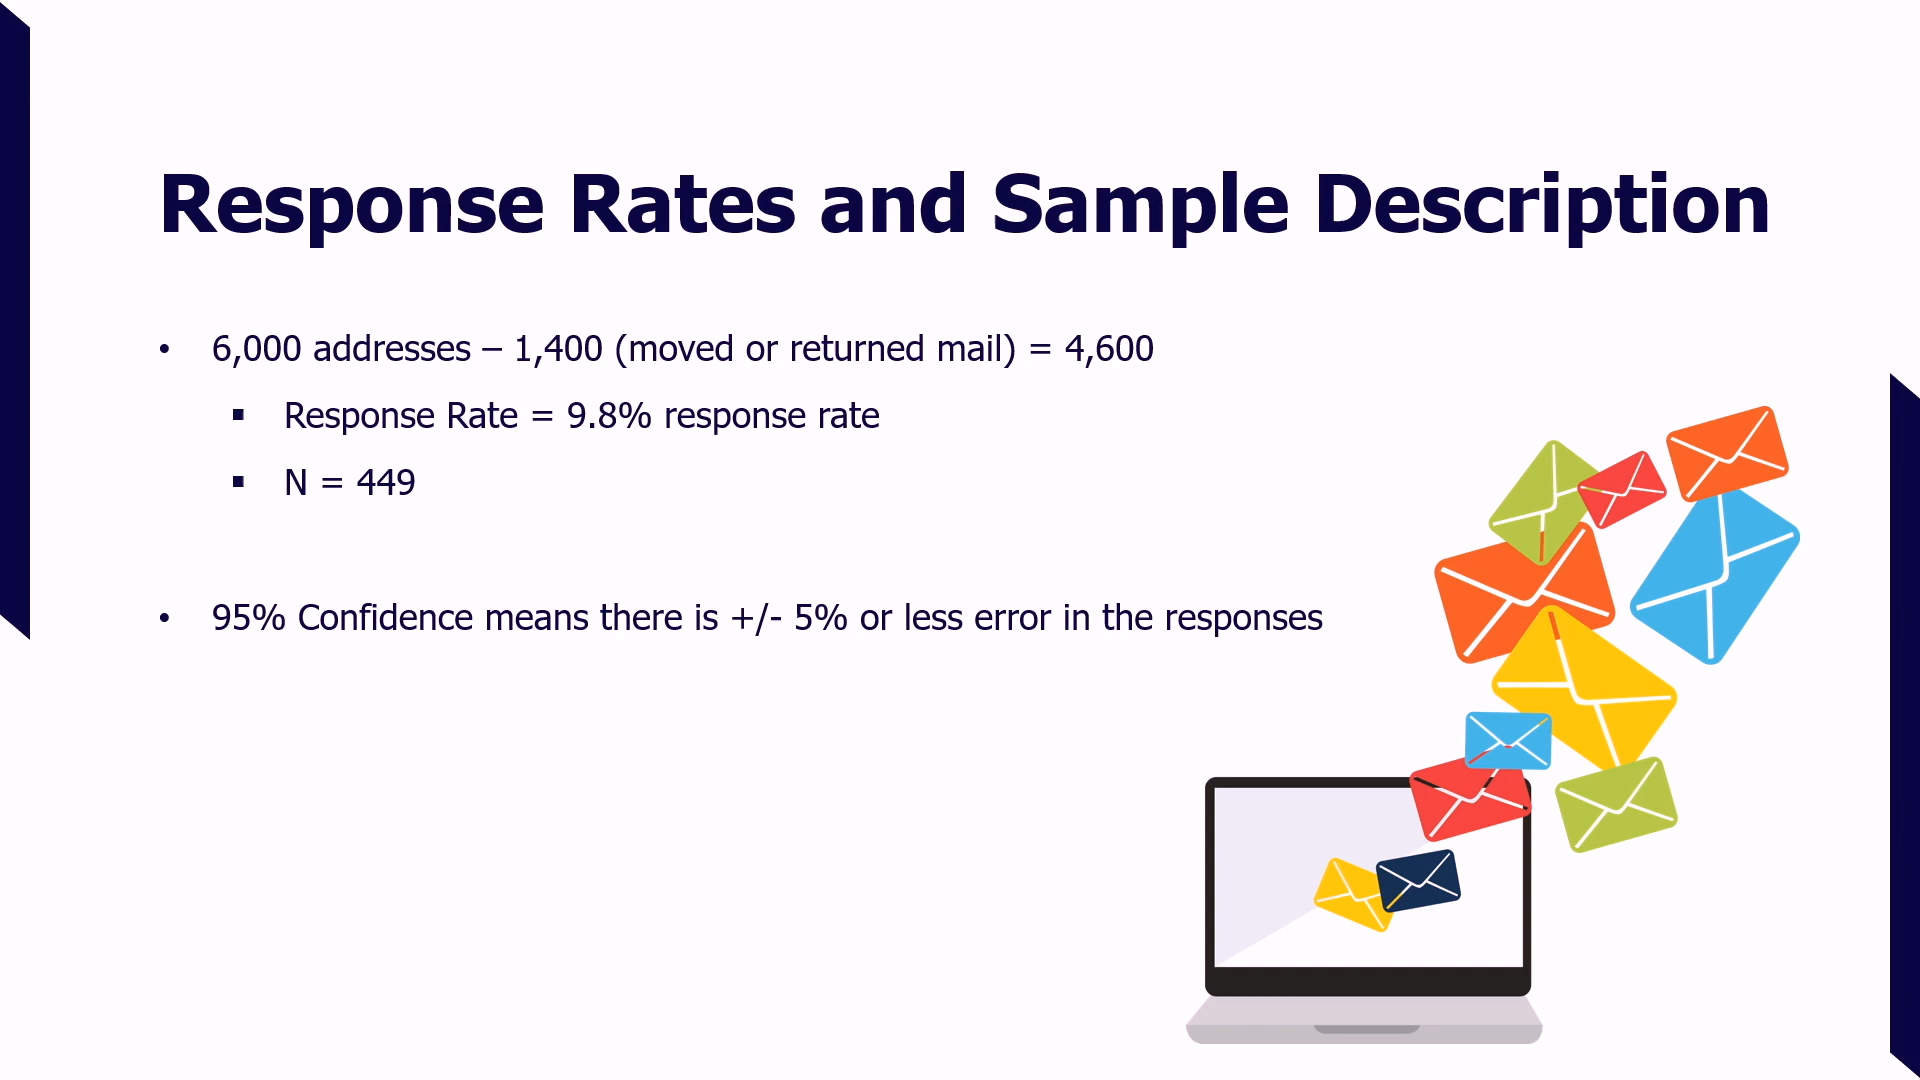 Response Rates and Sample Description
• 6,000 addresses – 1,400 (moved or returned mail) = 4,600
▪ Response Rate = 9.8% response rate
▪ N = 449
• 95% Confidence means there is +/- 5% or less error in the responses